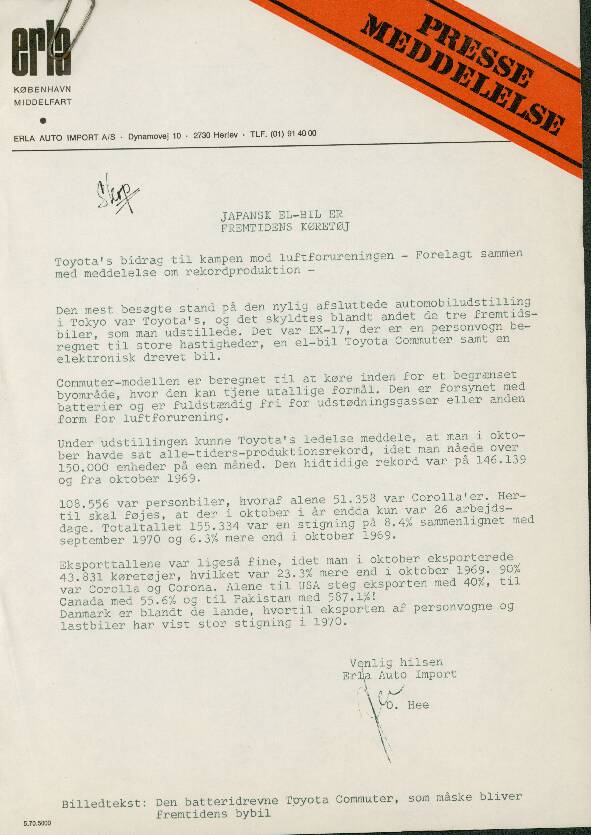 erla
KØBENHAVN
MIDDELFART
PRESSE
MEDDELELSE
ERLA AUTO IMPORT A/S · Dynamovej 10 · 2730 Herlev · TLF. (01) 91 40 00
JAPANSK EL-BIL ER
FREMTIDENS KØRETØJ
Toyota's bidrag til kampen mod luftforureningen - Forelagt sammen
med meddelelse om rekordproduktion -
Den mest besøgte stand på den nylig afsluttede automobiludstilling
i Tokyo var Toyota's, og det skyldtes blandt andet de tre fremtids-
biler, som man udstillede. Det var EX-17, der er en personvogn be-
regnet til store hastigheder, en el-bil Toyota Commuter samt en
elektronisk drevet bil.
Commuter-modellen er beregnet til at køre inden for et begrænset
byområde, hvor den kan tjene utallige formål. Den er forsynet med
batterier og er fuldstændig fri for udstødningsgasser eller anden
form for luftforurening.
Under udstillingen kunne Toyota's ledelse meddele, at man i okto-
ber havde sat alle-tiders-produktionsrekord, idet man nåede over
150.000 enheder på een måned. Den hidtidige rekord var på 146.139
og fra oktober 1969.
108.556 var personbiler, hvoraf alene 51.358 var Corolla'er. Her-
til skal føjes, at der i oktober i år endda kun var 26 arbejds-
dage. Totaltallet 155.334 var en stigning på 8.4% sammenlignet med
september 1970 og 6.3% mere end i oktober 1969.
Eksporttallene var ligeså fine, idet man i oktober exporterede
43.831 køretøjer, hvilket var 23.3% mere end i oktober 1969. 90%
var Corolla og Corona. Alene til USA steg eksporten med 40%, til
Canada med 55.6% og til Pakistan med 587.1%!
Danmark er blandt de lande, hvortil eksporten af personvogne og
lastbiler har vist stor stigning i 1970.
Venlig hilsen
Erla Auto Import
O. Hee
Billedtekst: Den batteridrevne Toyota Commuter, som måske bliver
fremtidens bybil
5.70.5000